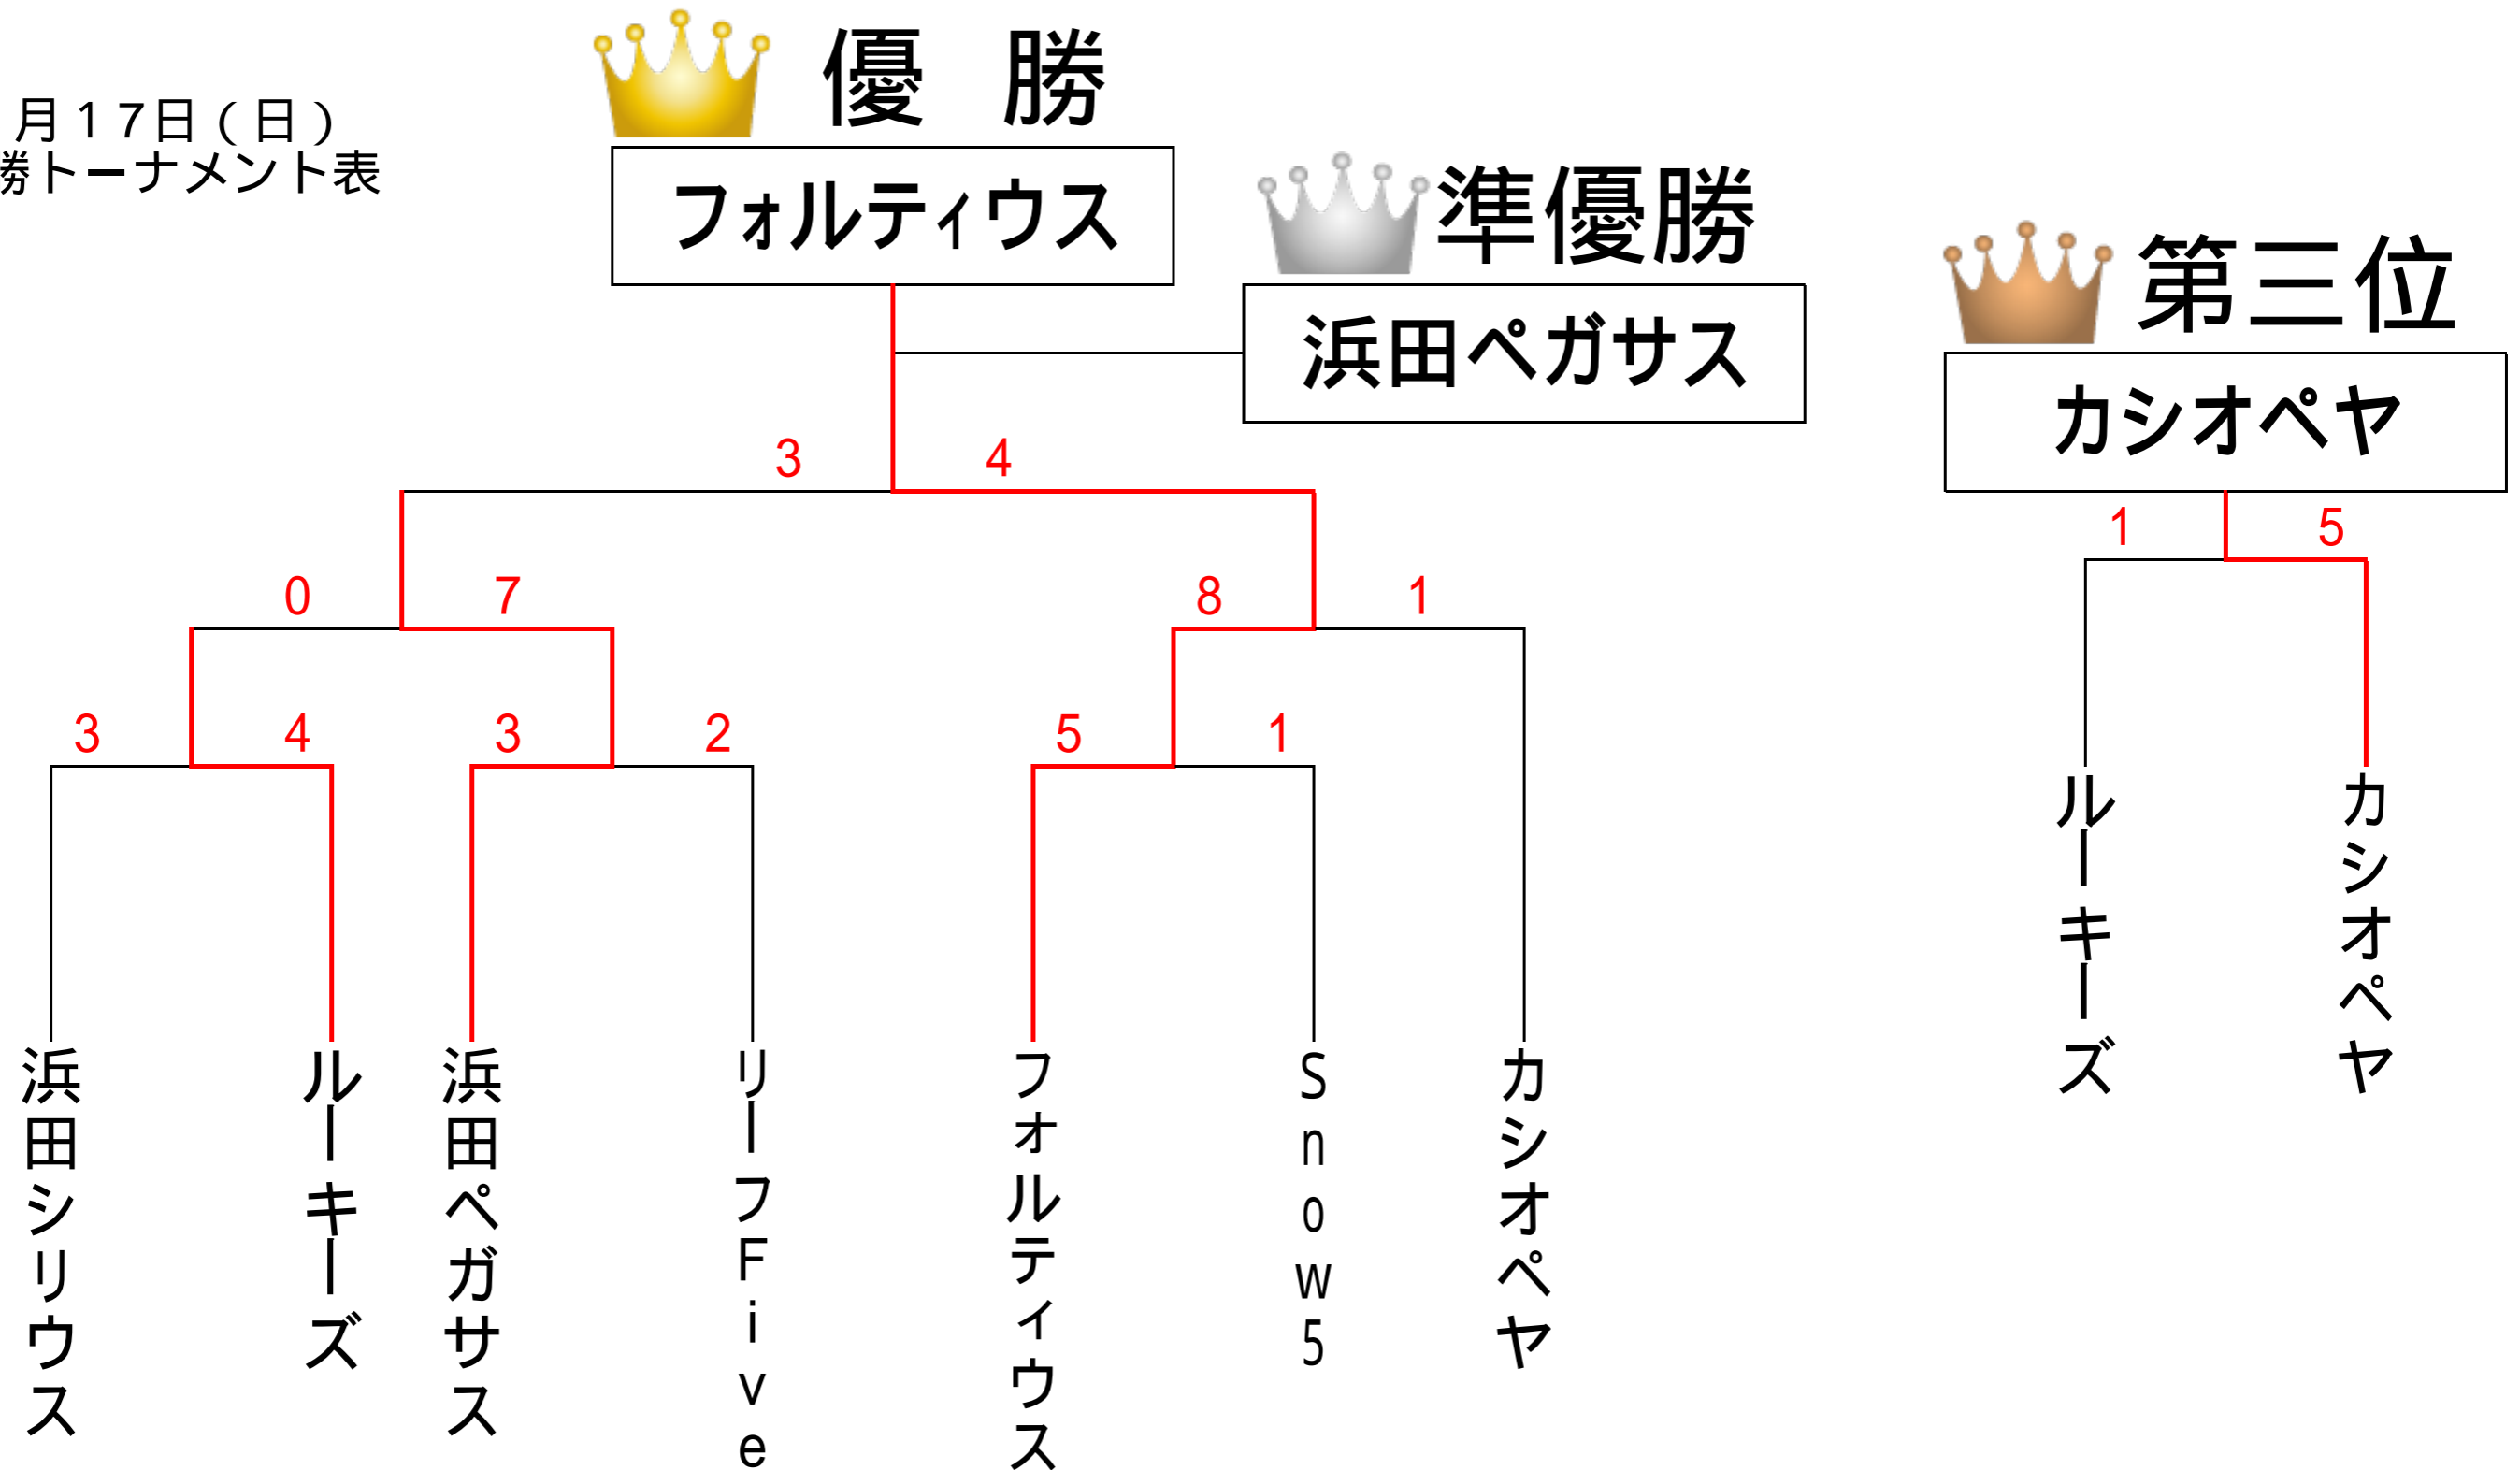 優　勝
月17日(日)
勝トーナメント表
フォルティウス
準優勝
浜田ペガサス
第三位
カシオペヤ
3 4
1 5
0 7 8 1
3 4 3 2 5 1
ルーキーズ
カシオペヤ
浜田シリウス
ルーキーズ
浜田ペガサス
リーフFive
フォルティウス
Snow5
カシオペヤ